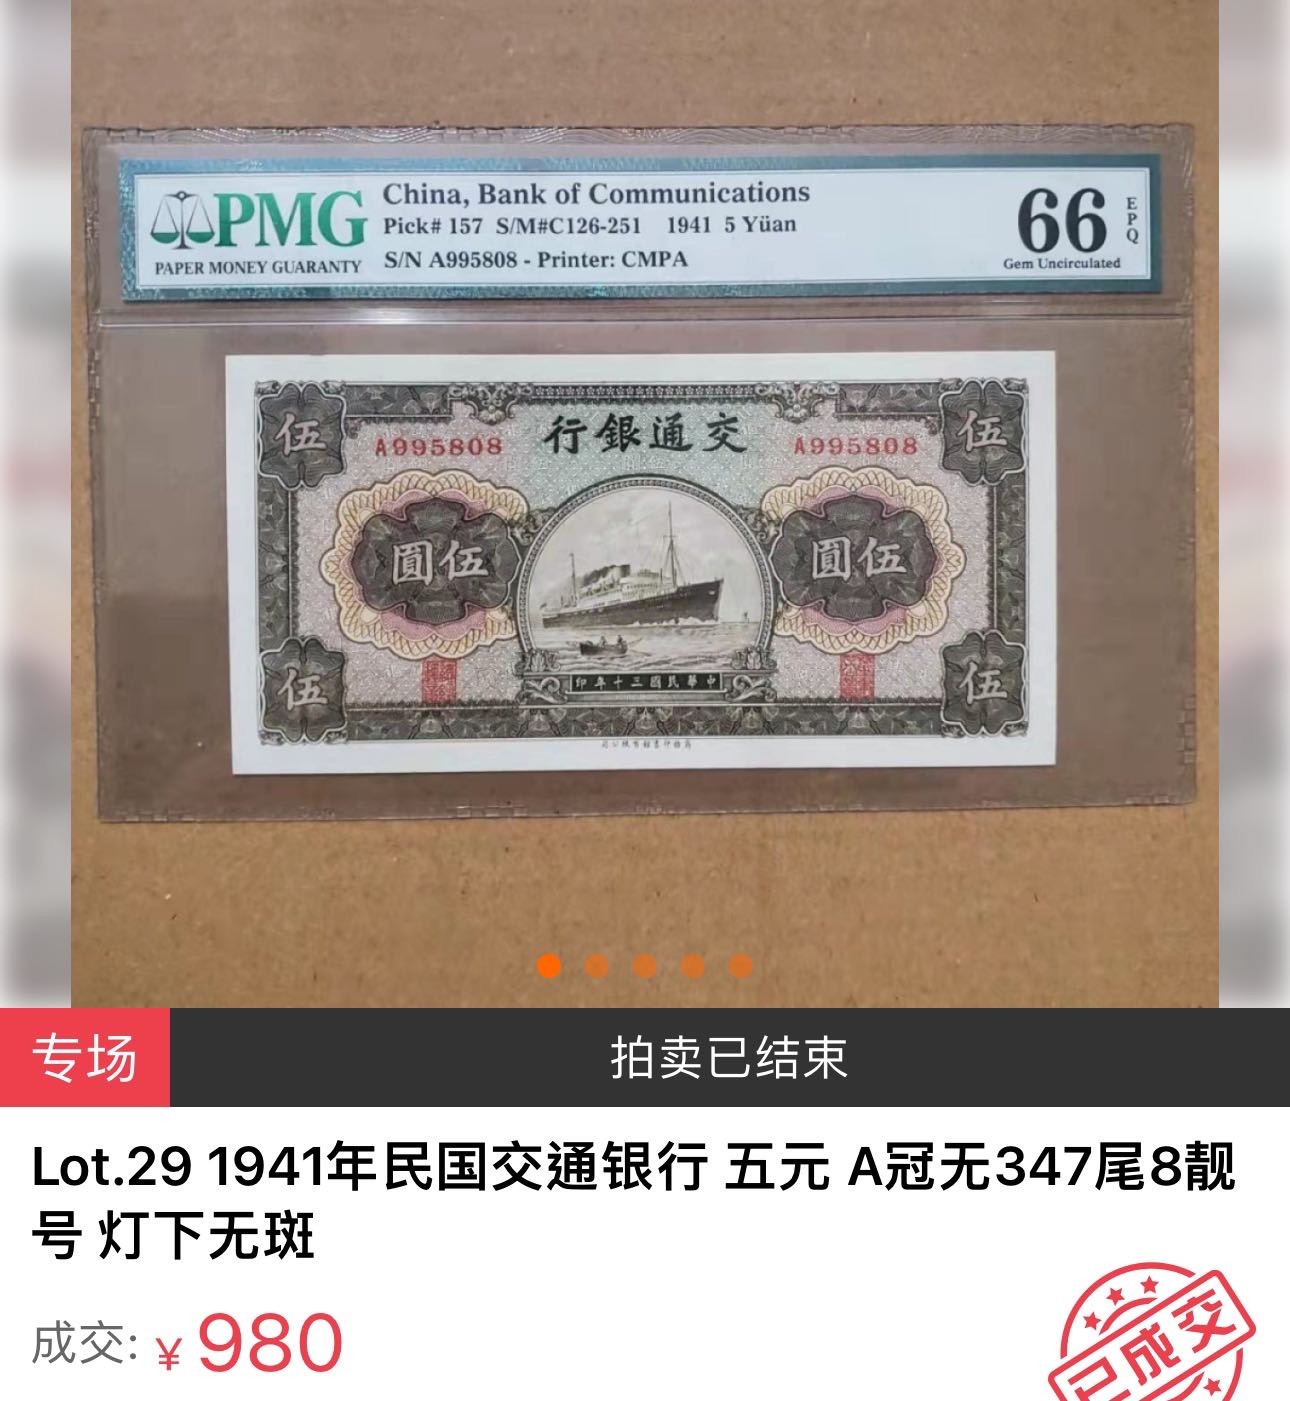 PMG
PAPER MONEY GUARANTY
China, Bank of Communications
Pick# 157 S/M#C126-251 1941 5 Yüan
S/N A995808 - Printer: CMPA
66
EPQ
Gem Uncirculated
伍
A995808
行銀通交
A995808
伍
圓伍
圓伍
伍
印年十三國民華中
伍
專場
拍卖已结束
Lot.29 1941年民国交通银行 五元 A冠无347尾8靓
号 灯下无斑
成交: ¥980
已成交